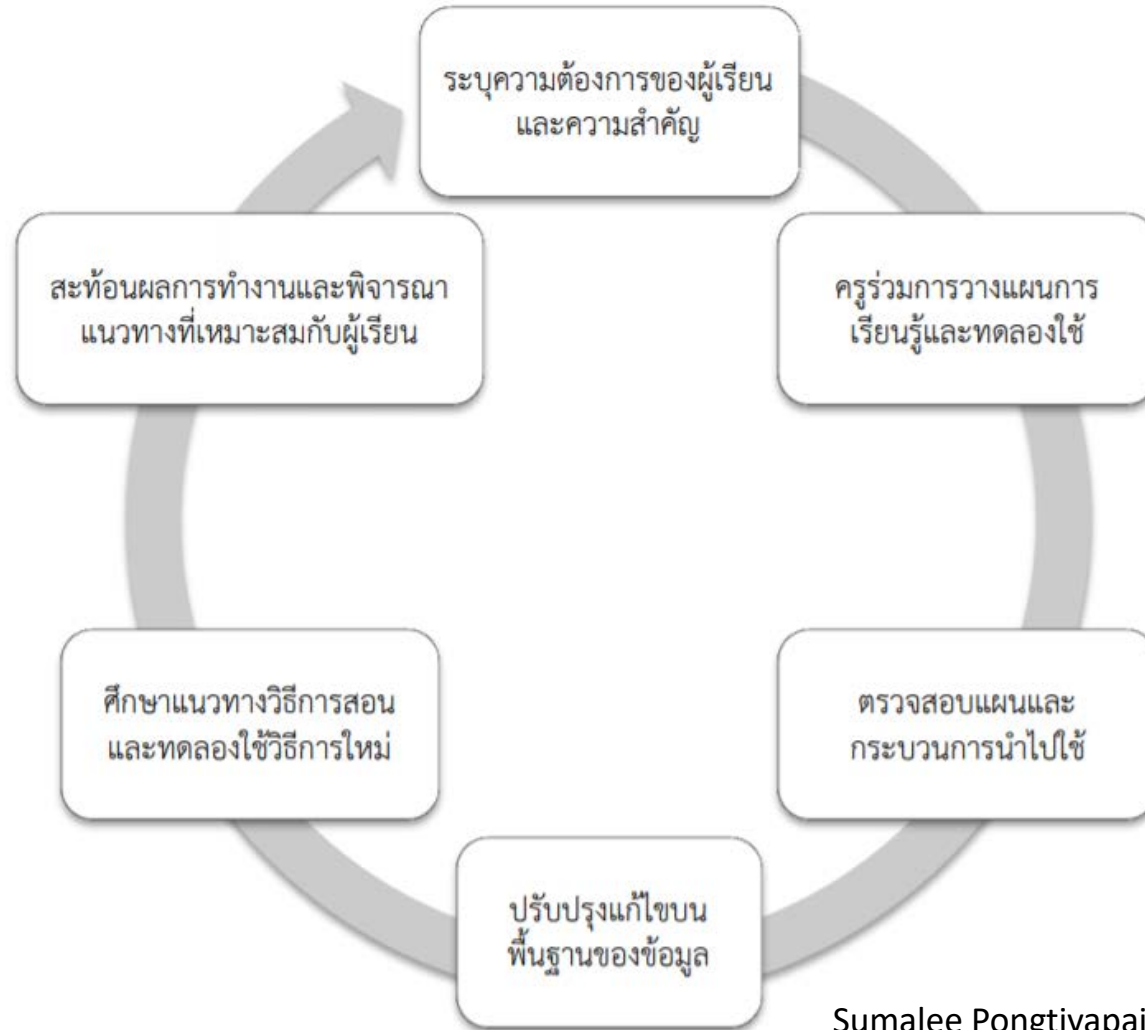 ระบุความต้องการของผู้เรียน
และความสำคัญ
ครูร่วมการวางแผนการ
เรียนรู้และทดลองใช้
ตรวจสอบแผนและ
กระบวนการนำไปใช้
ปรับปรุงแก้ไขบน
พื้นฐานของข้อมูล
ศึกษาแนวทางวิธีการสอน
และทดลองใช้วิธีการใหม่
สะท้อนผลการทำงานและพิจารณา
แนวทางที่เหมาะสมกับผู้เรียน
Sumalee Pongtiyapai